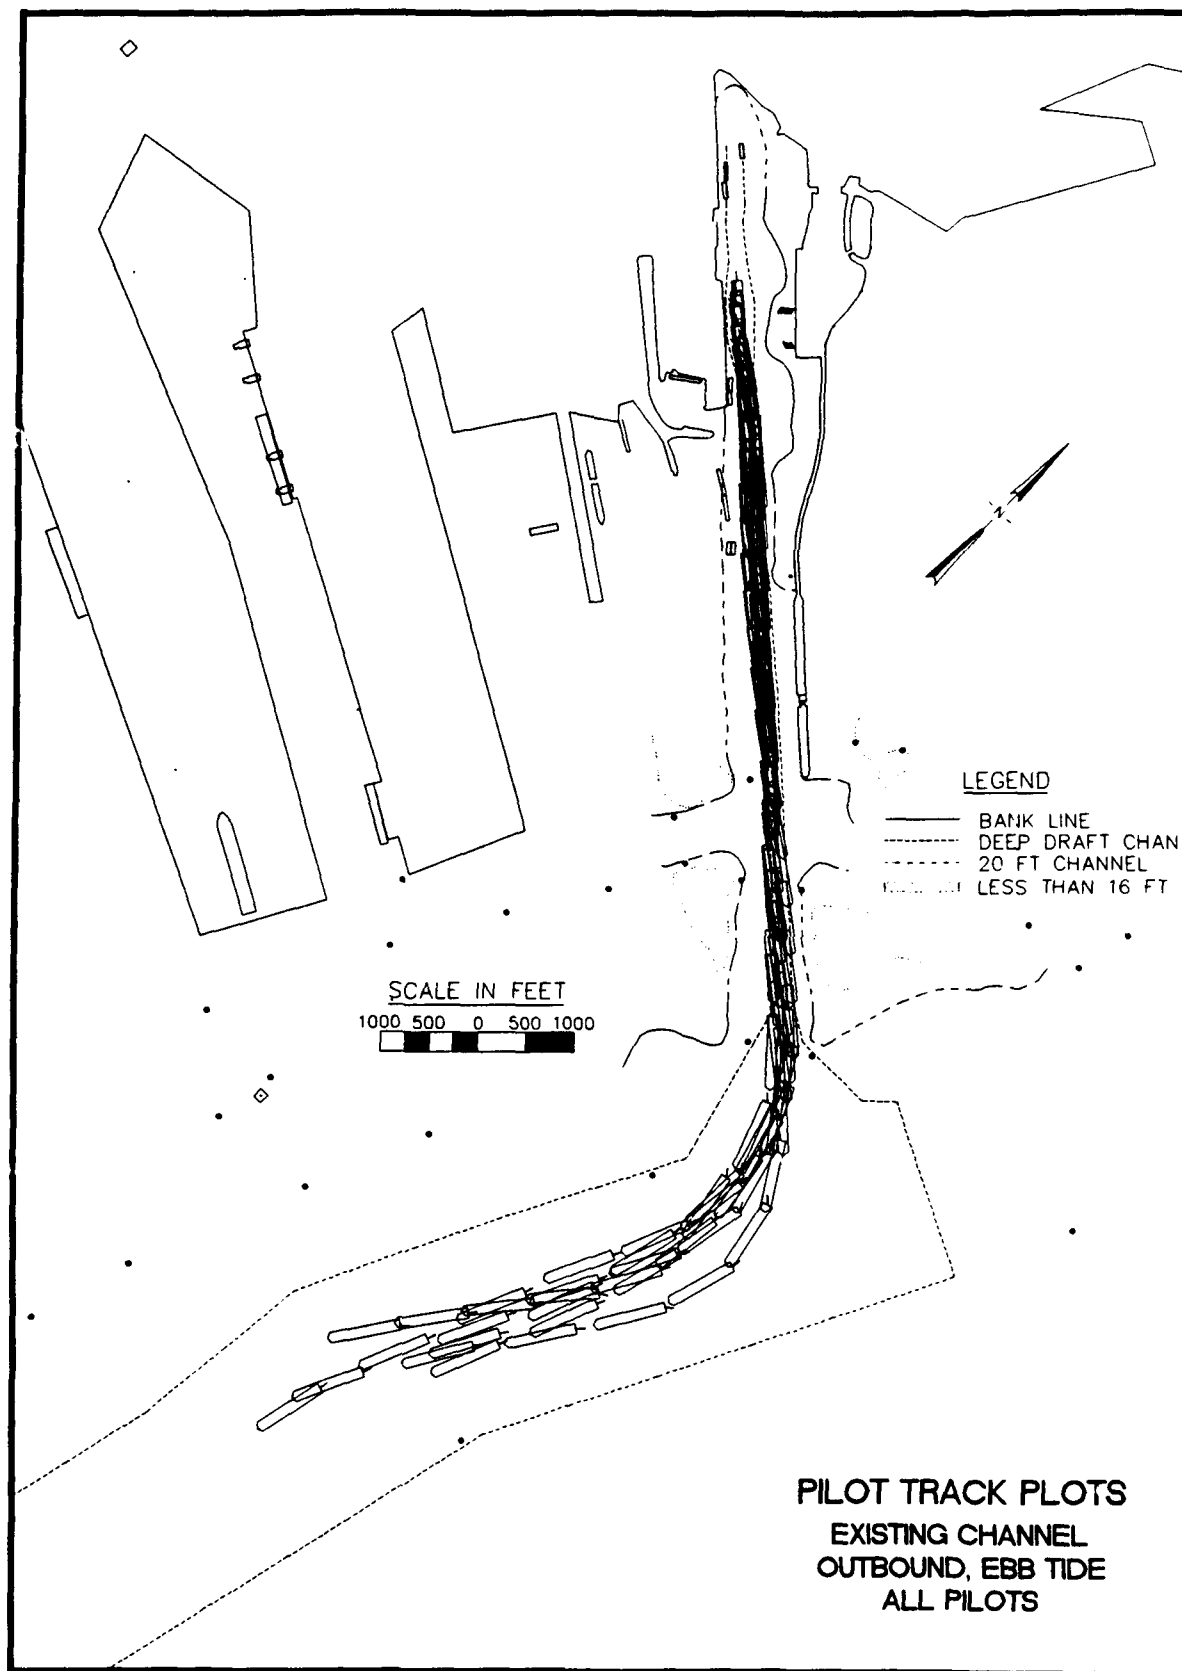 N
LEGEND
BANK LINE
DEEP DRAFT CHAN
20 FT CHANNEL
LESS THAN 16 FT
SCALE IN FEET
1000 500 0 500 1000
PILOT TRACK PLOTS
EXISTING CHANNEL
OUTBOUND, EBB TIDE
ALL PILOTS